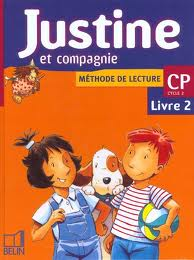 Justine
et compagnie
MÉTHODE DE LECTURE
CP
CYCLE 2
Livre 2
BELIN